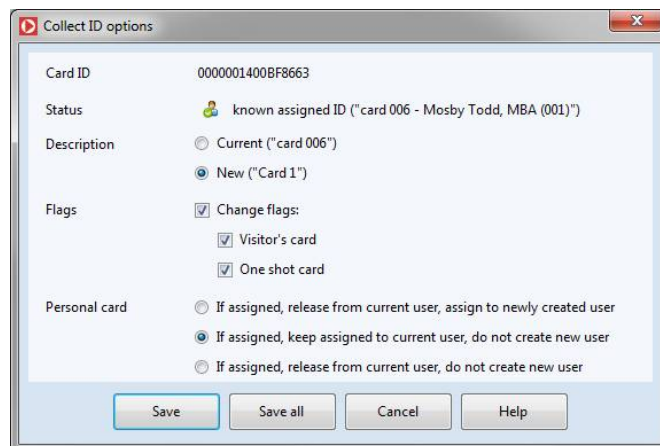 Collect ID options
Card ID 0000001400BF8663
Status known assigned ID ("card 006 - Mosby Todd, MBA (001)")
Description Current ("card 006")
New ("Card 1")
Flags Change flags:
Visitor's card
One shot card
Personal card If assigned, release from current user, assign to newly created user
If assigned, keep assigned to current user, do not create new user
If assigned, release from current user, do not create new user
Save Save all Cancel Help